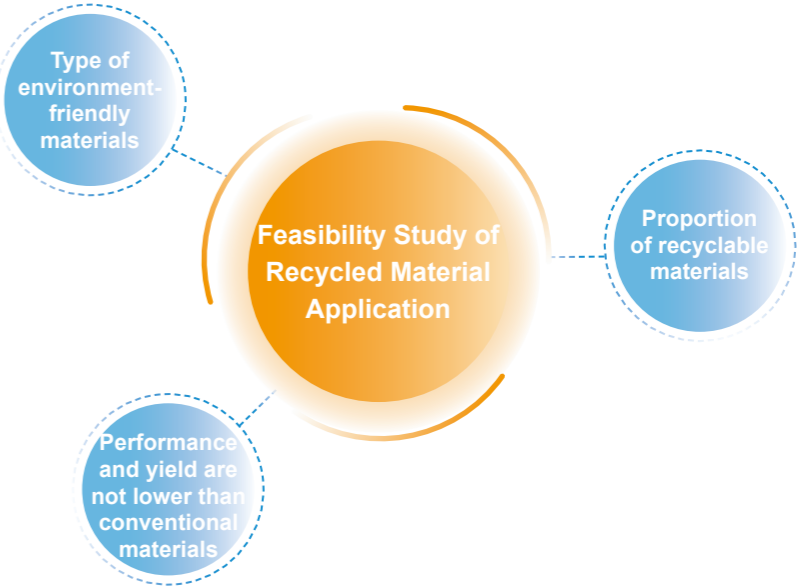 Type of
environment-
friendly
materials
Feasibility Study of
Recycled Material
Application
Proportion
of recyclable
materials
Performance
and yield are
not lower than
conventional
materials